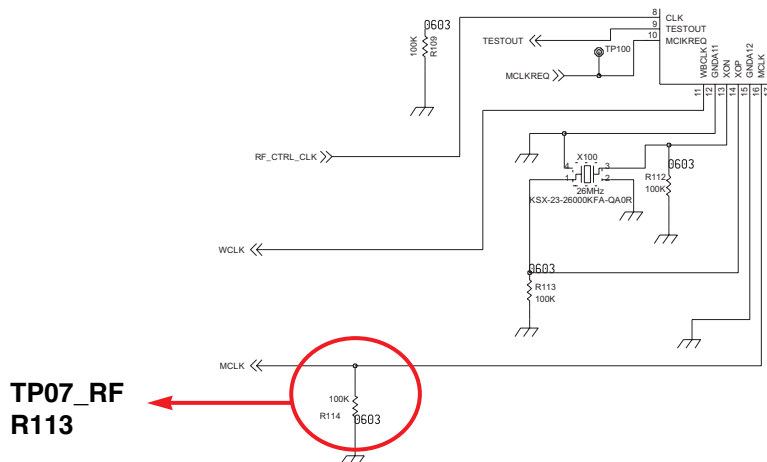 8
CLK
0603
9
TESTOUT
10
MCIKREQ
TESTOUT
100K
R109
TP100
MCLKREQ
WBCLK
GNDA11
XON
XOP
GNDA12
MCLK
11
12
13
14
15
16
17
RF_CTRL_CLK
X100
4
3
1
2
0603
R112
100K
26MHz
KSX-23-26000KFA-QA0R
WCLK
0603
R113
100K
MCLK
100K
R114
0603
TP07_RF
R113